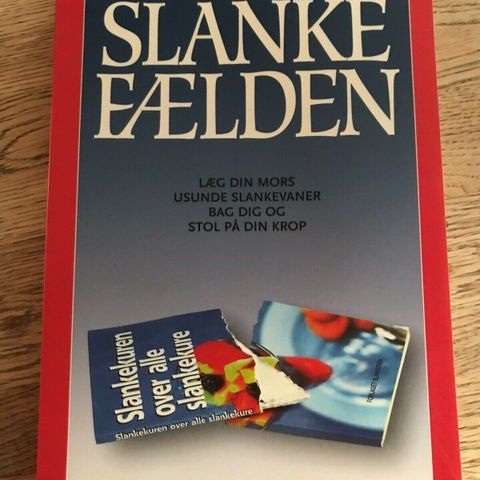 SLANKE
FÆLDEN
LÆG DIN MORS
USUNDE SLANKEVANER
BAG DIG OG
STOL PÅ DIN KROP
Slankekuren
over alle
slankekure
Slankekuren over alle slankekure